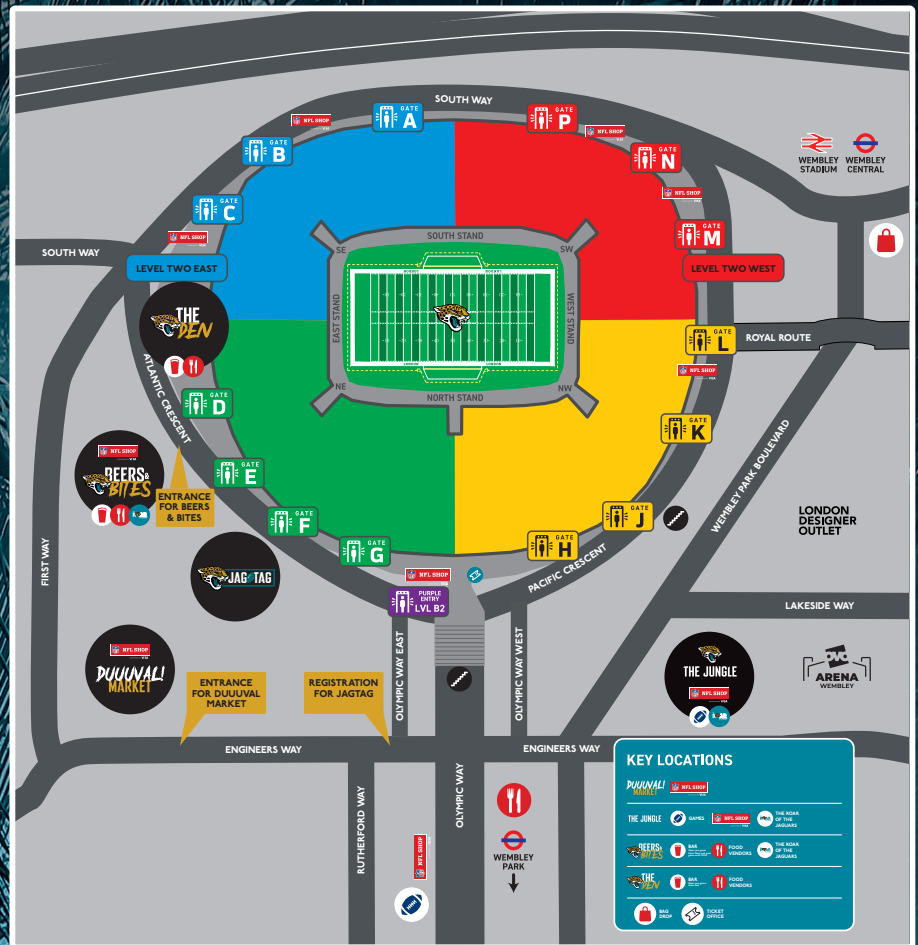 SOUTH WAY
GATE
A
GATE
P
NFL SHOP
NFL SHOP
GATE
B
GATE
N
WEMBLEY
STADIUM
WEMBLEY
CENTRAL
NFL SHOP
GATE
C
GATE
M
NFL SHOP
SOUTH WAY
LEVEL TWO EAST
LEVEL TWO WEST
SOUTH STAND
SE
SW
EAST STAND
WEST STAND
NE
NW
NORTH STAND
THE
DEN
GATE
L
ROYAL ROUTE
NFL SHOP
ATLANTIC CRESCENT
GATE
D
GATE
K
WEMBLEY PARK BOULEVARD
NFL SHOP
BEERS&
BITES
GATE
E
ENTRANCE
FOR BEERS
& BITES
GATE
F
GATE
J
LONDON
DESIGNER
OUTLET
GATE
G
GATE
H
FIRST WAY
JAG TAG
NFL SHOP
PACIFIC CRESCENT
PURPLE
ENTRY
LVL B2
LAKESIDE WAY
NFL SHOP
DUUUVAL!
MARKET
OLYMPIC WAY EAST
OLYMPIC WAY WEST
THE JUNGLE
NFL SHOP
OVO
ARENA
WEMBLEY
ENTRANCE
FOR DUUUVAL
MARKET
REGISTRATION
FOR JAGTAG
ENGINEERS WAY
ENGINEERS WAY
RUTHERFORD WAY
OLYMPIC WAY
NFL SHOP
WEMBLEY
PARK
KEY LOCATIONS
DUUUVAL!
MARKET
NFL SHOP
THE JUNGLE
GAMES
NFL SHOP
THE ROAR
OF THE
JAGUARS
BEERS&
BITES
BAR
FOOD
VENDORS
THE ROAR
OF THE
JAGUARS
THE
DEN
BAR
FOOD
VENDORS
BAG
DROP
TICKET
OFFICE